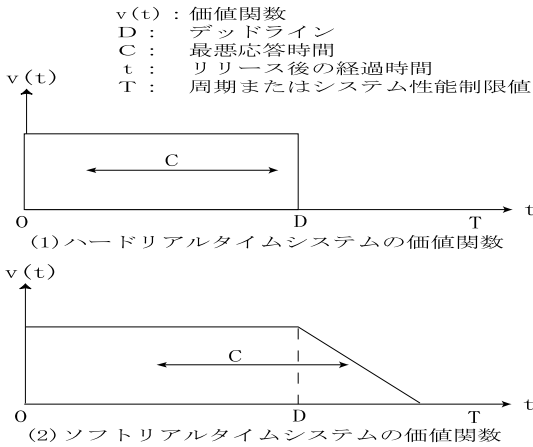 v(t) : 価値関数
D : デッドライン
C : 最悪応答時間
t : リリース後の経過時間
T : 周期またはシステム性能制限値
v(t)
C
O D T t
(1)ハードリアルタイムシステムの価値関数
v(t)
C
O D T t
(2)ソフトリアルタイムシステムの価値関数